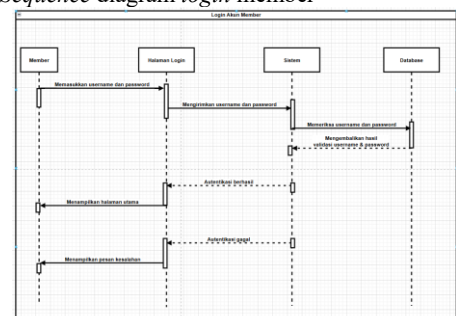 Sequence diagram login member
Login Akun Member
Member
Halaman Login
Sistem
Database
Memasukkan username dan password
Mengirimkan username dan password
Memeriksa username dan password
Mengembalikan hasil
validasi username & password
Autentikasi berhasil
Menampilkan halaman utama
Autentikasi gagal
Menampilkan pesan kesalahan